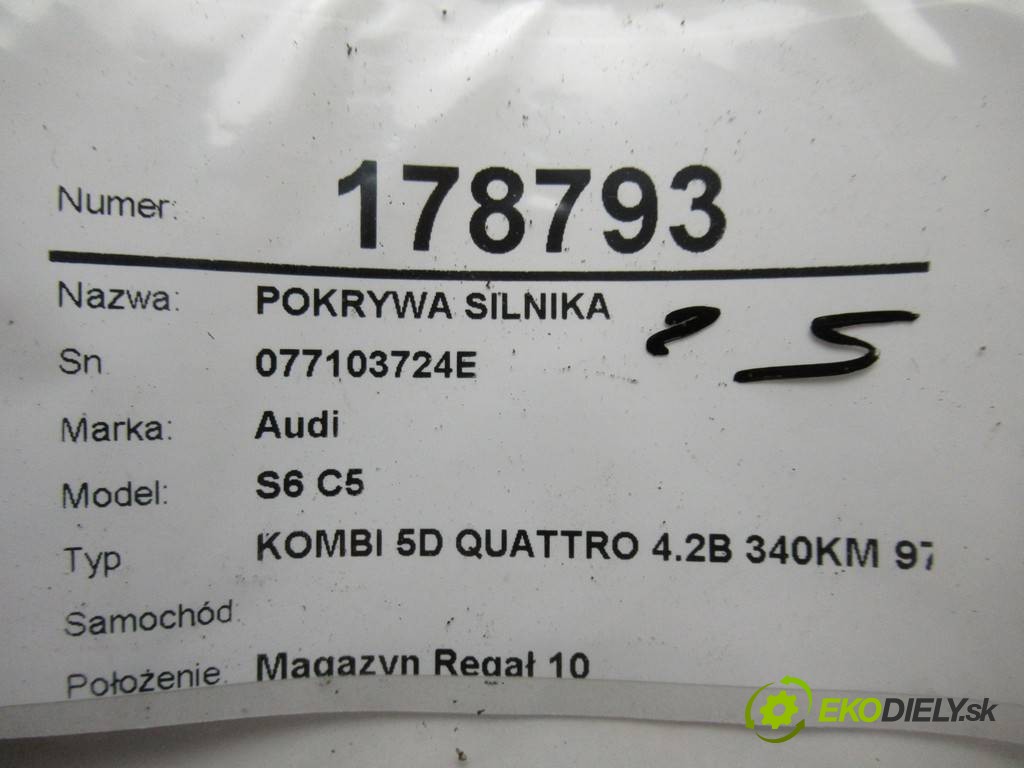 Numer: 178793
Nazwa: POKRYWA SILNIKA
Sn 077103724E
Marka: Audi
Model: S6 C5
Typ KOMBI 5D QUATTRO 4.2B 340KM 97
Samochód:
Położenie: Magazyn Regał 10
EKODIELY.sk